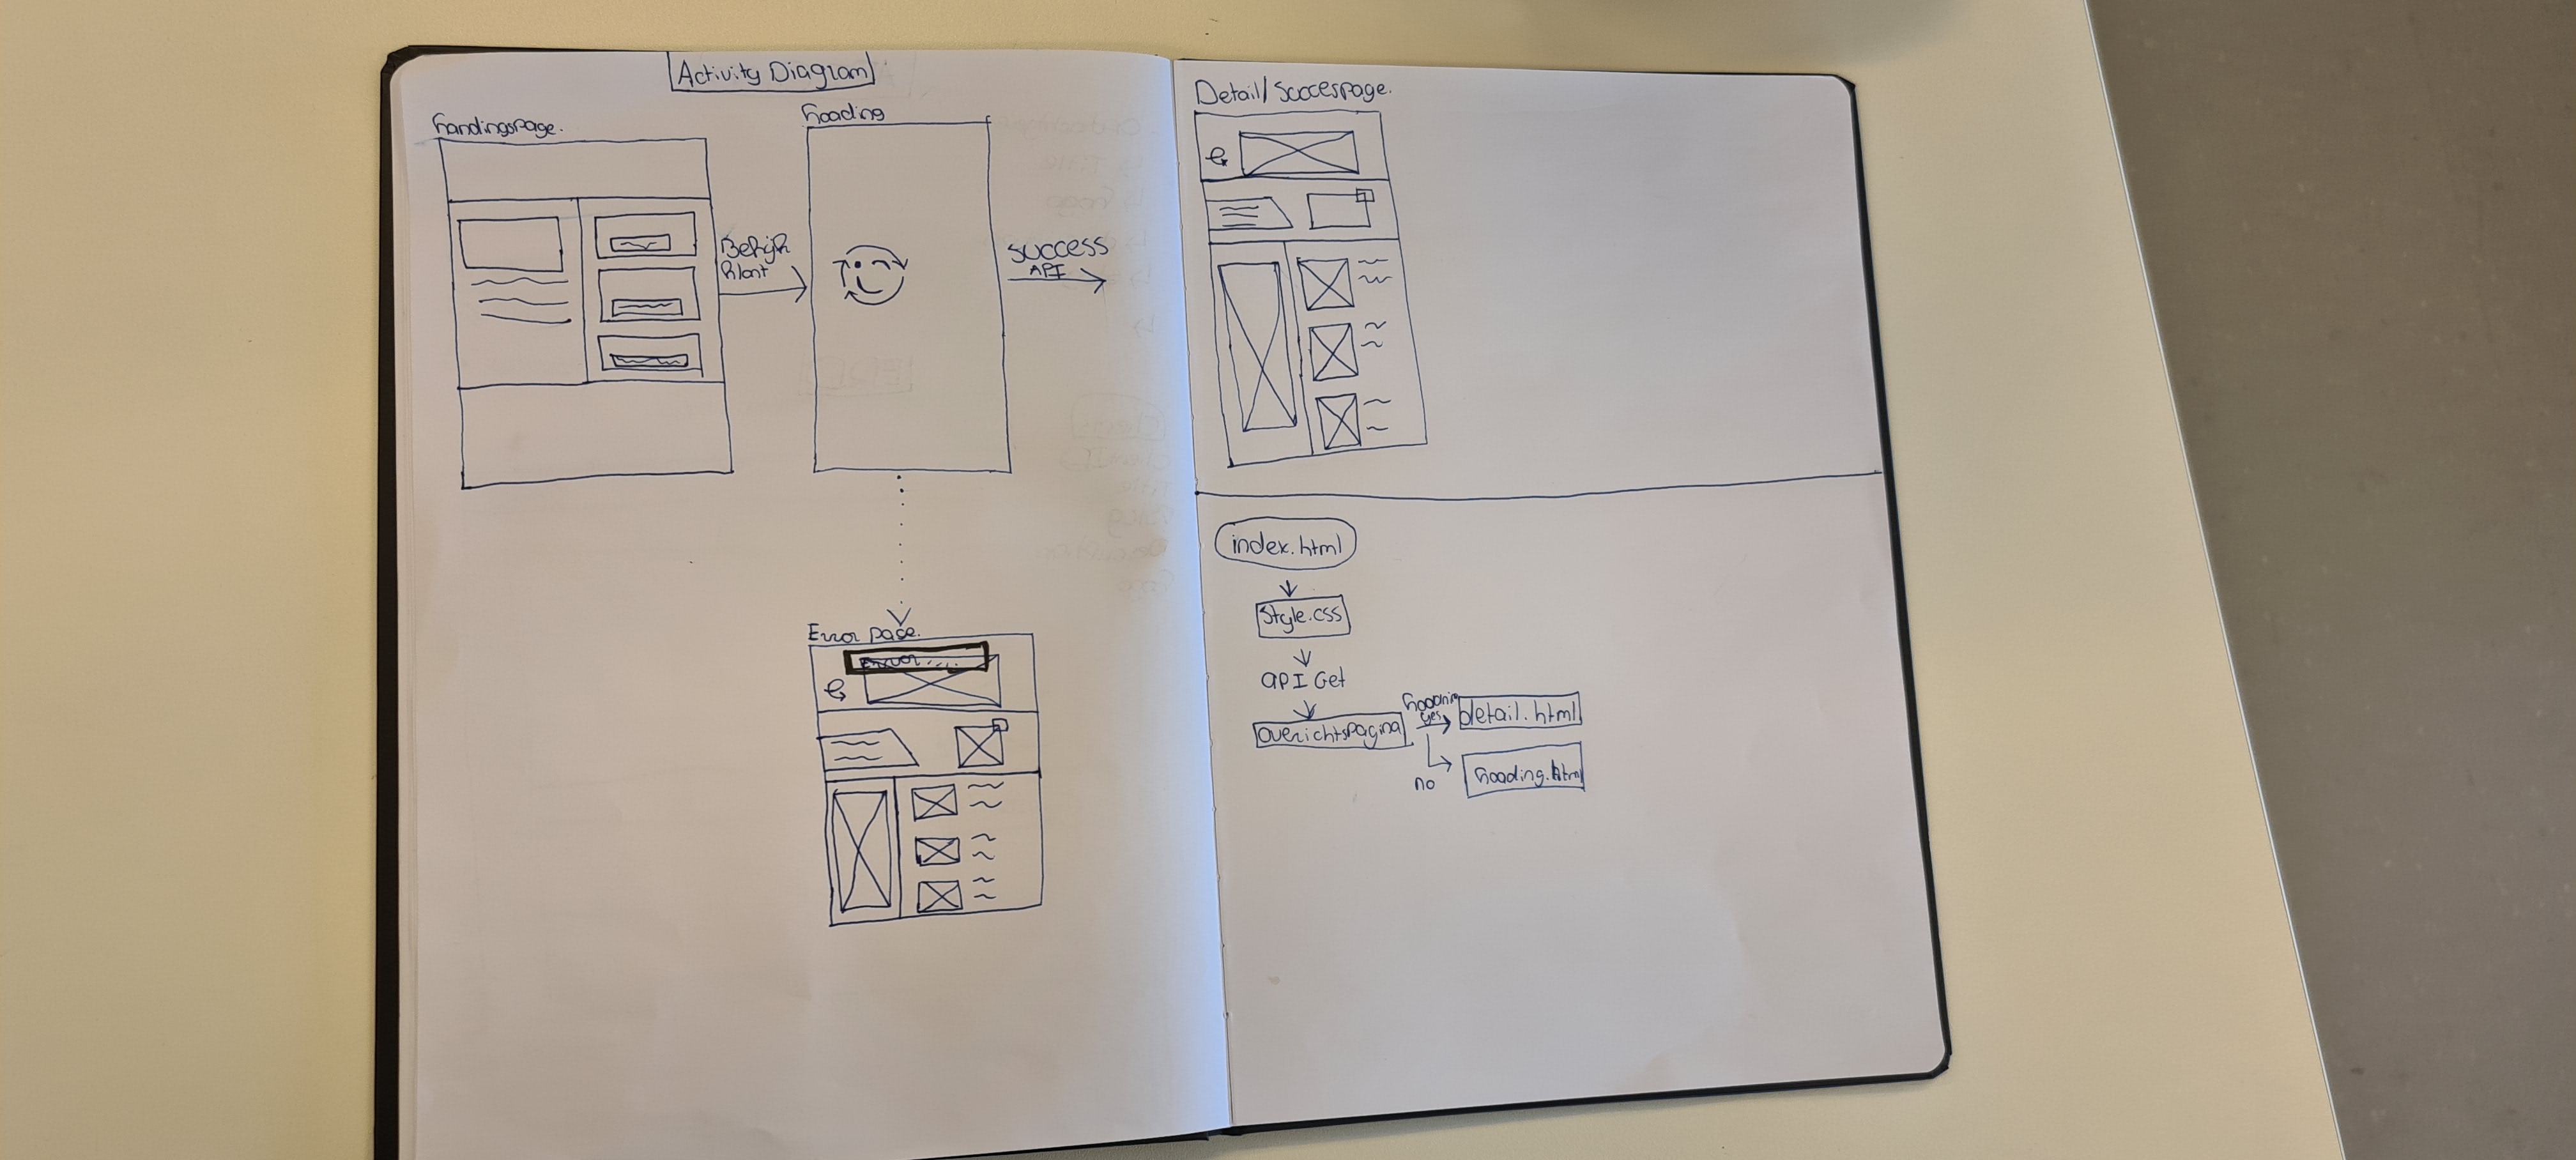 Activity Diagram
Landingspage.
Bekijk
Plant
Loading
success
API
Detail/Succespage.
Error page.
Error....
index.html
Style.css
API Get
overichtspagina
Loading
yes
detail.html
no
Loading.html